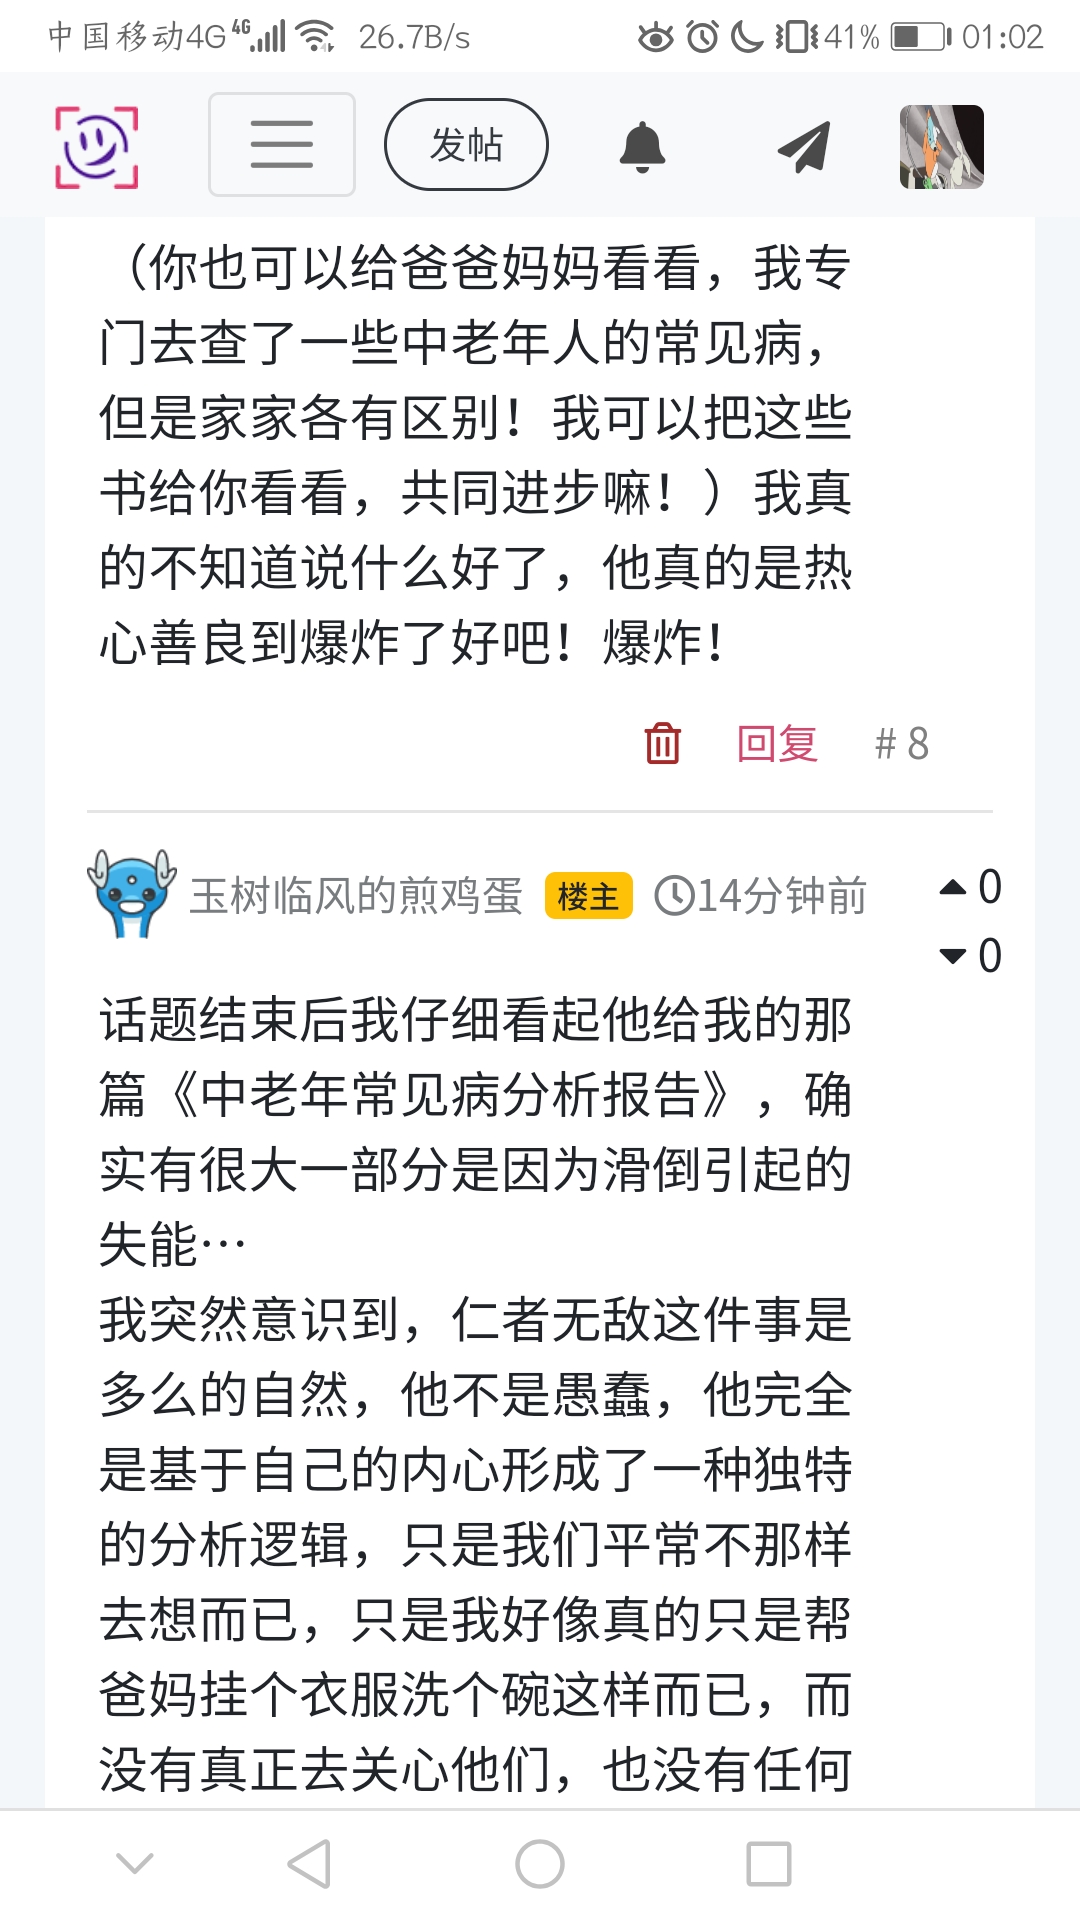 中国移动4G 4G 26.7B/s 41% 01:02
发帖
（你也可以给爸爸妈妈看看，我专
门去查了一些中老年人的常见病，
但是家家各有区别！我可以把这些
书给你看看，共同进步嘛！）我真
的不知道说什么好了，他真的是热
心善良到爆炸了好吧！爆炸！
回复 # 8
玉树临风的煎鸡蛋 楼主 14分钟前 0
0
话题结束后我仔细看起他给我的那
篇《中老年常见病分析报告》，确
实有很大一部分是因为滑倒引起的
失能…
我突然意识到，仁者无敌这件事是
多么的自然，他不是愚蠢，他完全
是基于自己的内心形成了一种独特
的分析逻辑，只是我们平常不那样
去想而已，只是我好像真的只是帮
爸妈挂个衣服洗个碗这样而已，而
没有真正去关心他们，也没有任何